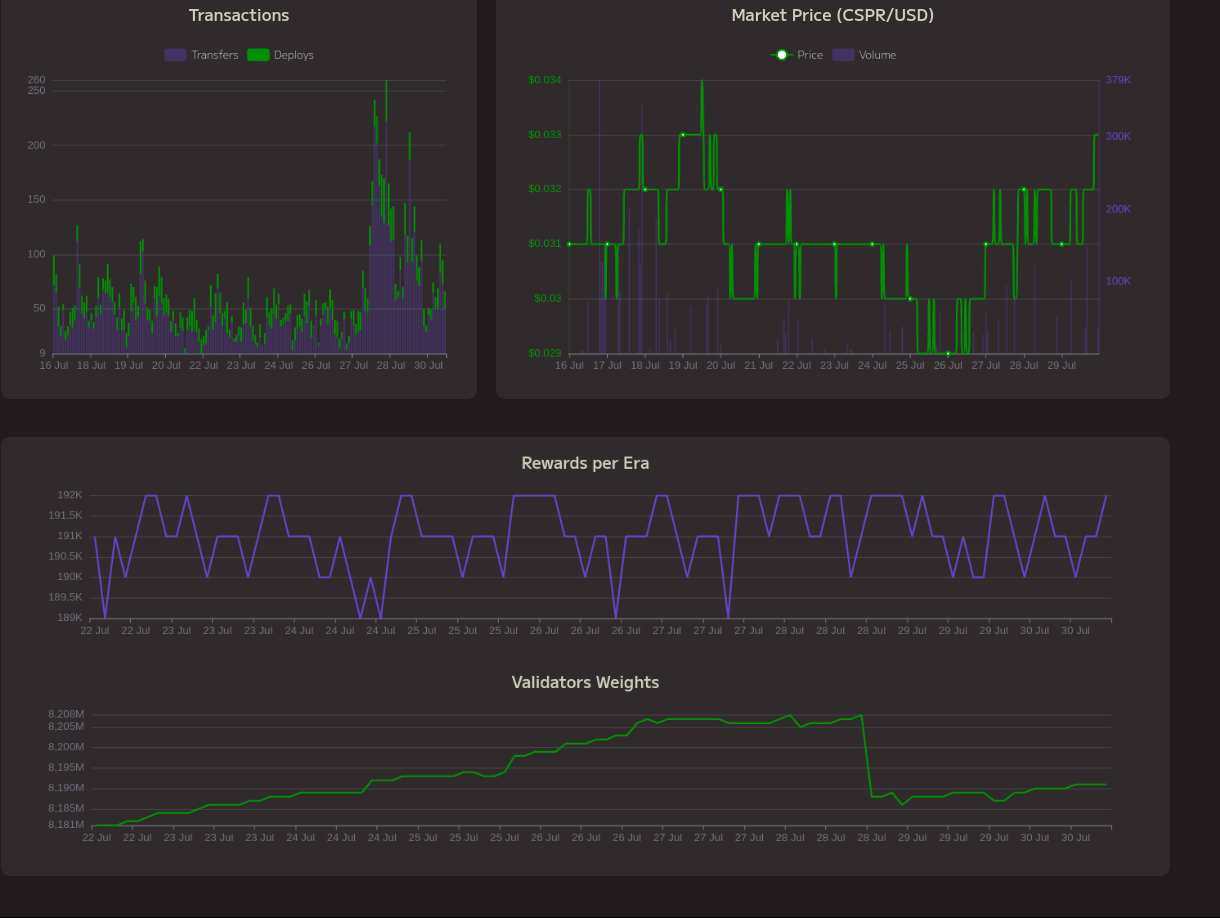 Transactions
Transfers Deploys
260
250
200
150
100
50
9
16 Jul 18 Jul 19 Jul 20 Jul 22 Jul 23 Jul 24 Jul 26 Jul 27 Jul 28 Jul 30 Jul
Market Price (CSPR/USD)
Price Volume
$0.034 379K
$0.033 300K
$0.032
200K
$0.031
100K
$0.03
$0.029
16 Jul 17 Jul 18 Jul 19 Jul 20 Jul 21 Jul 22 Jul 23 Jul 24 Jul 25 Jul 26 Jul 27 Jul 28 Jul 29 Jul
Rewards per Era
192K
191.5K
191K
190.5K
190K
189.5K
189K
22 Jul 22 Jul 23 Jul 23 Jul 23 Jul 24 Jul 24 Jul 24 Jul 25 Jul 25 Jul 25 Jul 26 Jul 26 Jul 26 Jul 27 Jul 27 Jul 27 Jul 28 Jul 28 Jul 28 Jul 29 Jul 29 Jul 29 Jul 30 Jul 30 Jul
Validators Weights
8,208M
8,205M
8,200M
8,195M
8,190M
8,185M
8,181M
22 Jul 22 Jul 23 Jul 23 Jul 23 Jul 24 Jul 24 Jul 24 Jul 25 Jul 25 Jul 25 Jul 26 Jul 26 Jul 26 Jul 27 Jul 27 Jul 27 Jul 28 Jul 28 Jul 28 Jul 29 Jul 29 Jul 29 Jul 30 Jul 30 Jul